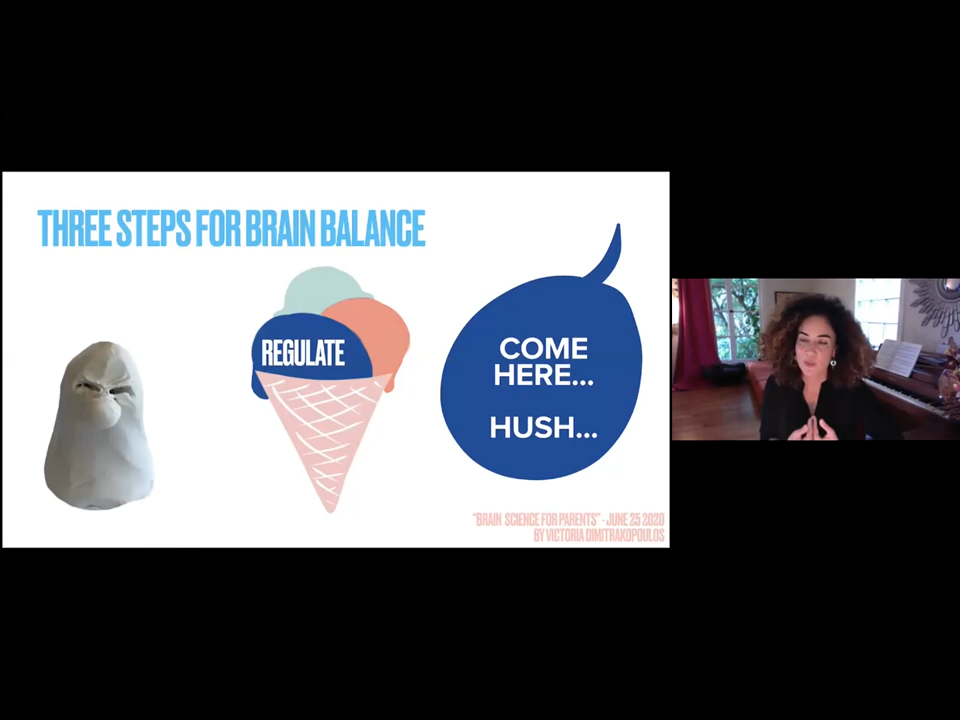 THREE STEPS FOR BRAIN BALANCE
REGULATE
COME
HERE...
HUSH...
"BRAIN SCIENCE FOR PARENTS" - JUNE 25 2020
BY VICTORIA DIMITRAKOPOULOS